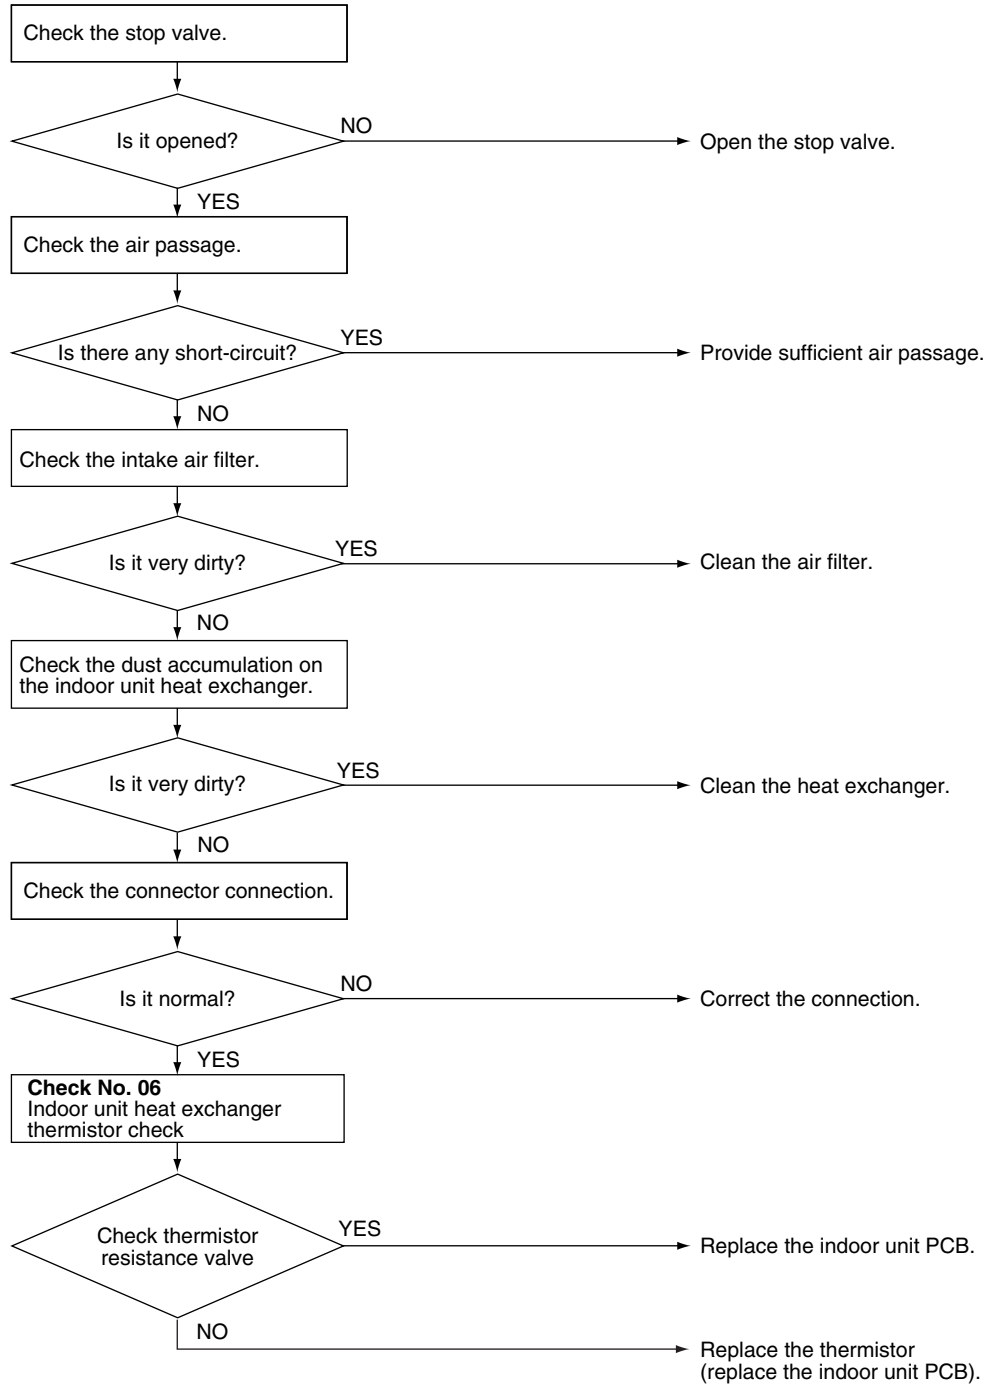 Check the stop valve.
Is it opened?
NO
Open the stop valve.
YES
Check the air passage.
Is there any short-circuit?
YES
Provide sufficient air passage.
NO
Check the intake air filter.
Is it very dirty?
YES
Clean the air filter.
NO
Check the dust accumulation on
the indoor unit heat exchanger.
Is it very dirty?
YES
Clean the heat exchanger.
NO
Check the connector connection.
Is it normal?
NO
Correct the connection.
YES
Check No. 06
Indoor unit heat exchanger
thermistor check
Check thermistor
resistance valve
YES
Replace the indoor unit PCB.
NO
Replace the thermistor
(replace the indoor unit PCB).